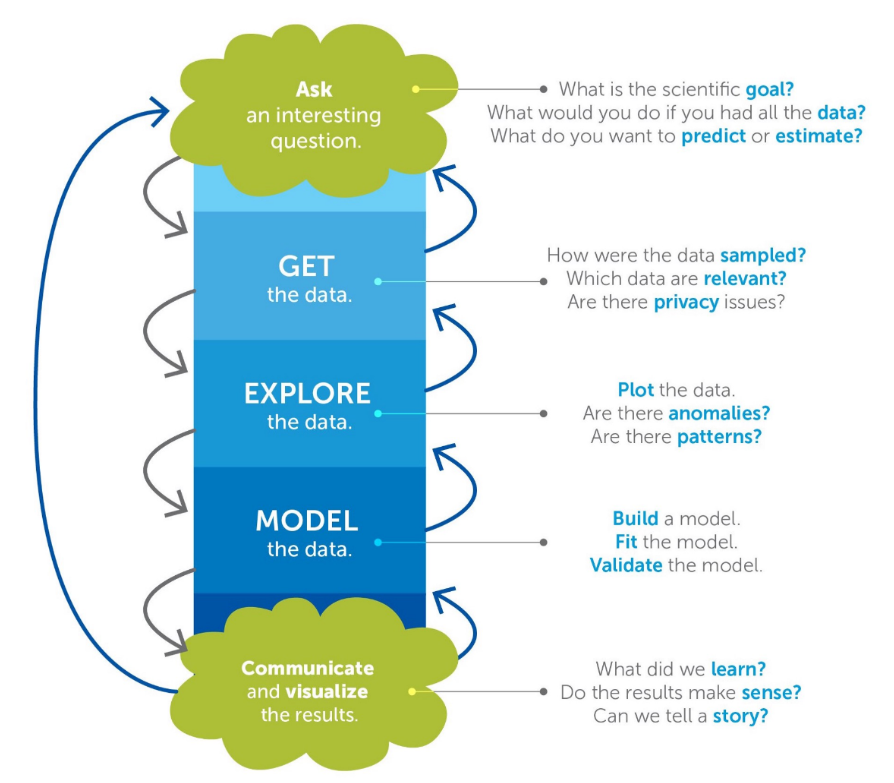 Ask
an interesting
question.
What is the scientific goal?
What would you do if you had all the data?
What do you want to predict or estimate?
GET
the data.
How were the data sampled?
Which data are relevant?
Are there privacy issues?
EXPLORE
the data.
Plot the data.
Are there anomalies?
Are there patterns?
MODEL
the data.
Build a model.
Fit the model.
Validate the model.
Communicate
and visualize
the results.
What did we learn?
Do the results make sense?
Can we tell a story?